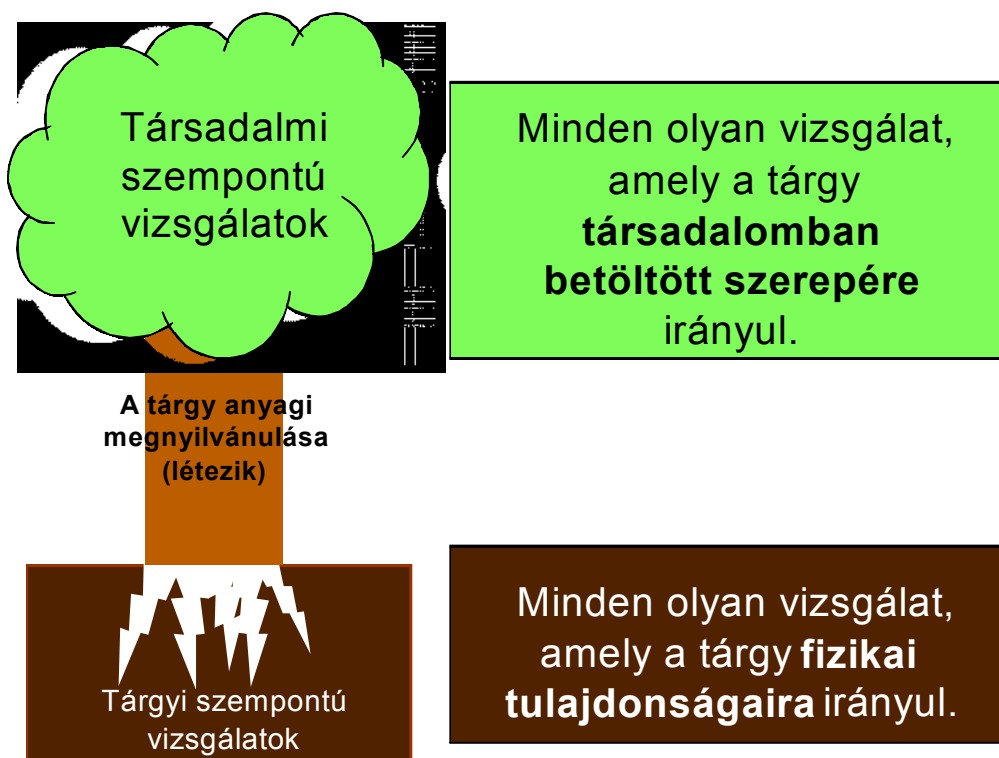 Társadalmi
szempontú
vizsgálatok
Minden olyan vizsgálat,
amely a tárgy
társadalomban
betöltött szerepére
irányul.
A tárgy anyagi
megnyilvánulása
(létezik)
Tárgyi szempontú
vizsgálatok
Minden olyan vizsgálat,
amely a tárgy fizikai
tulajdonságaira irányul.